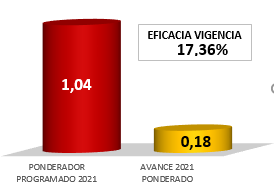 EFICACIA VIGENCIA
17,36%
1,04
0,18
PONDERADOR
PROGRAMADO 2021
AVANCE 2021
PONDERADO